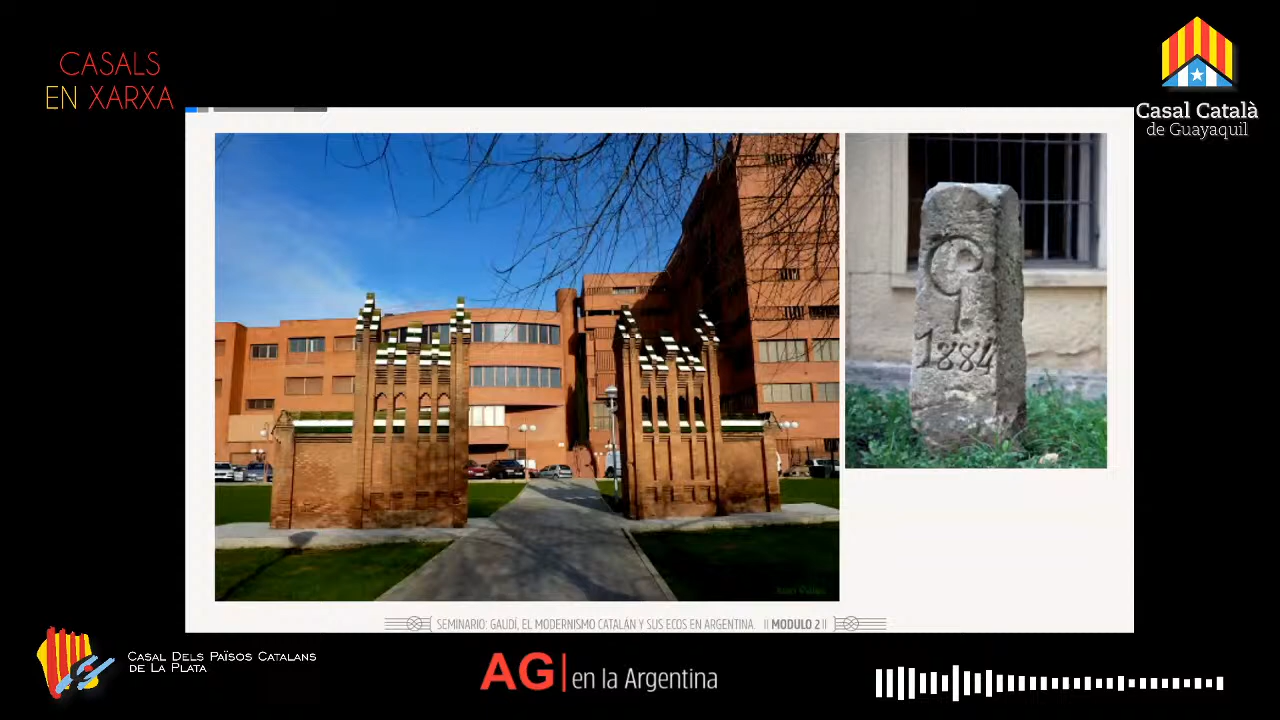 CASALS
EN XARXA
Casal Català
de Guayaquil
1884
SEMINARIO: GAUDÍ, EL MODERNISMO CATALÁN Y SUS ECOS EN ARGENTINA. || MODULO 2 ||
CASAL DELS PAÏSOS CATALANS
DE LA PLATA
AG| en la Argentina